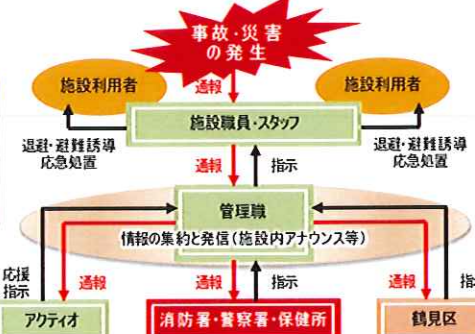 事故・災害
の発生
施設利用者
通報
施設利用者
施設職員・スタッフ
退避・避難誘導
応急処置
退避・避難誘導
応急処置
通報
指示
管理職
情報の集約と発信(施設内アナウンス等)
応援
指示
通報
通報
指示
通報
指
アクティオ
消防署・警察署・保健所
鶴見区